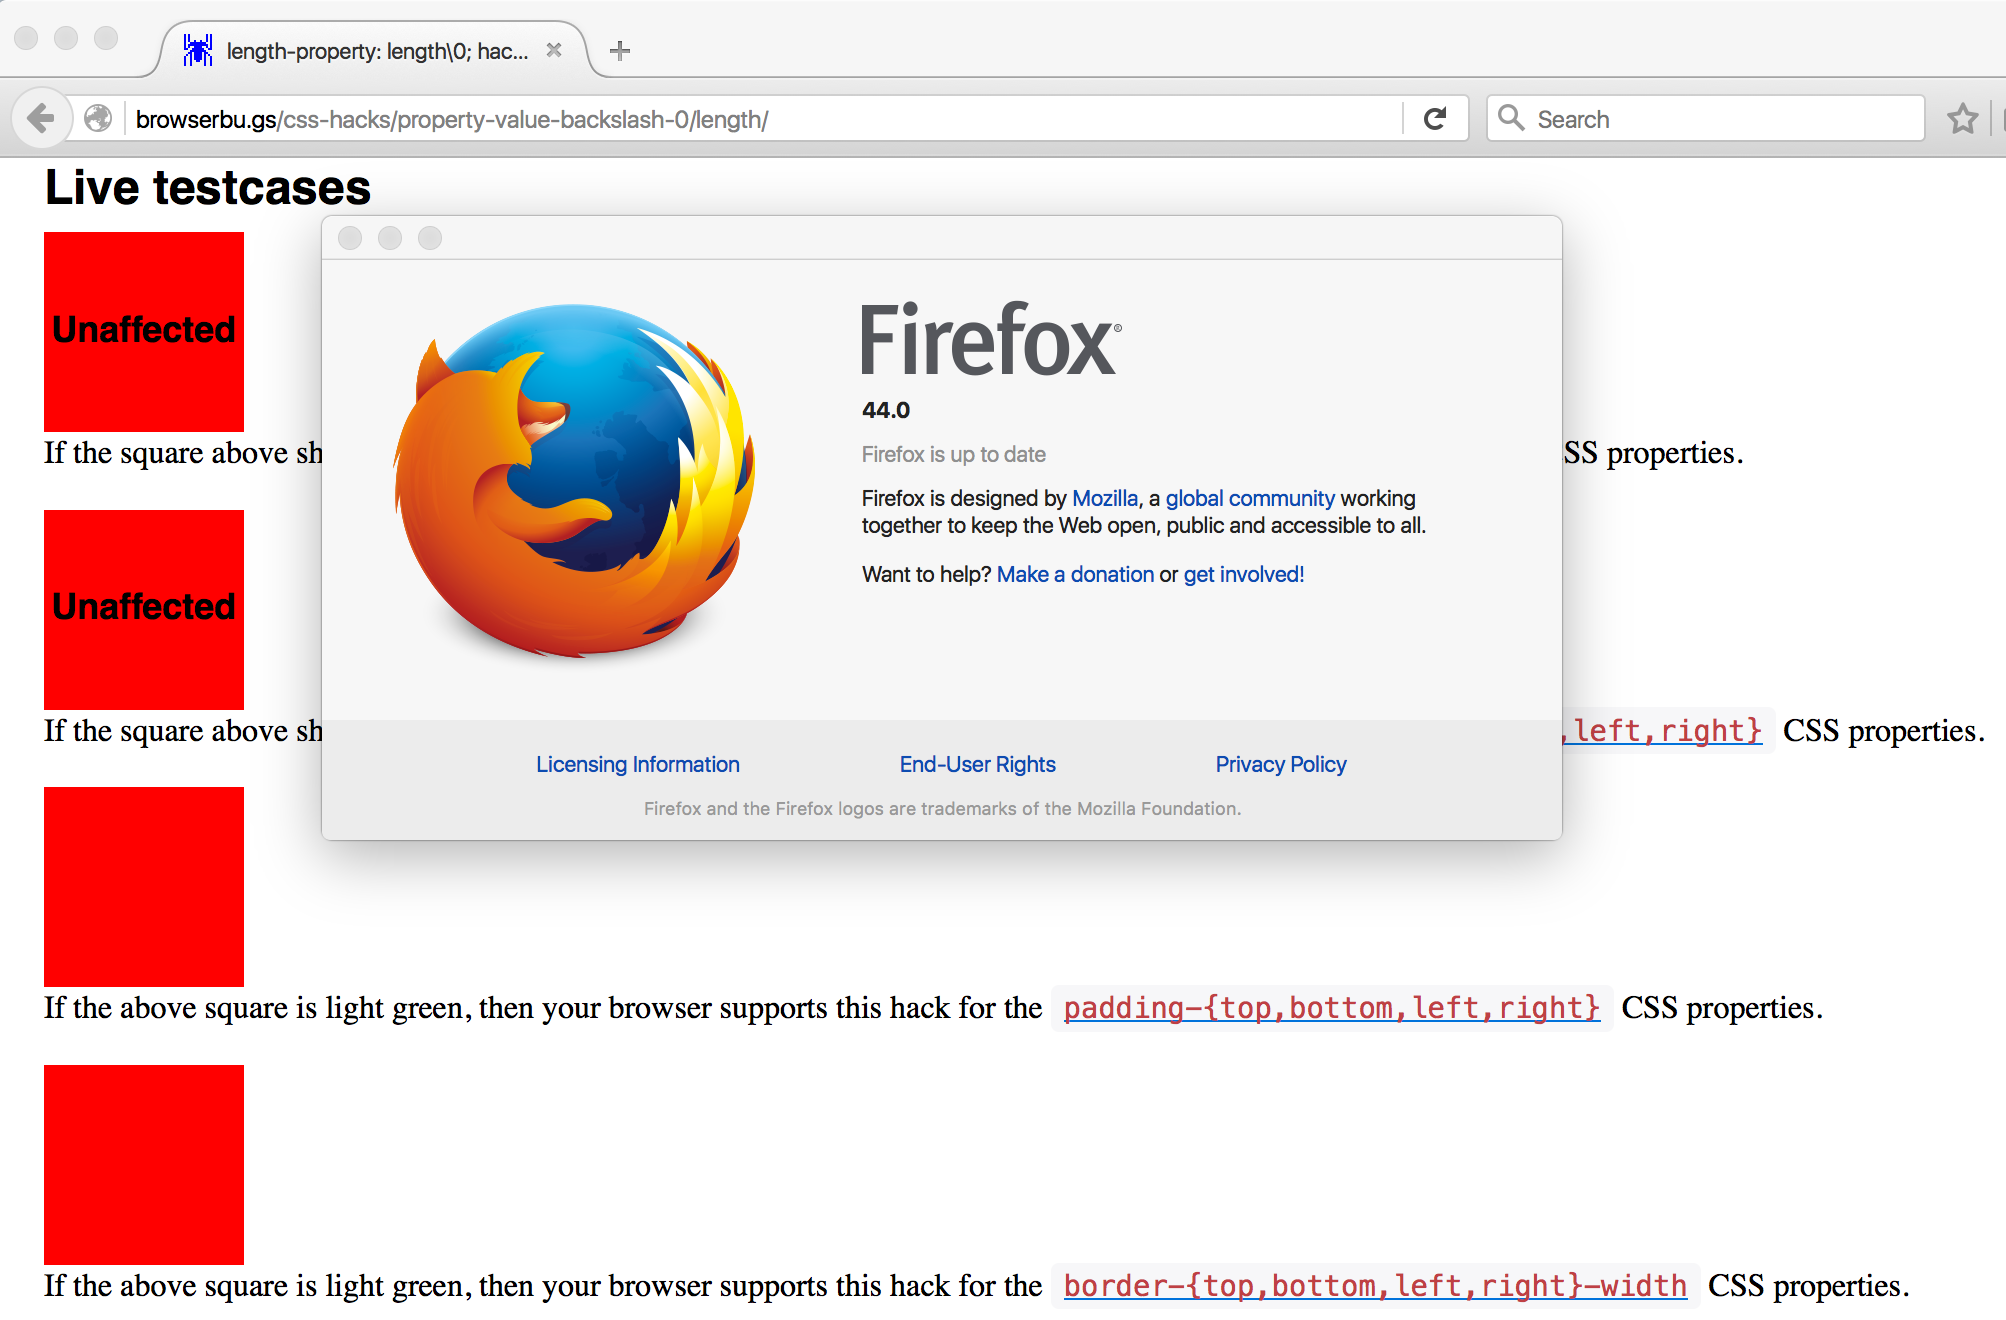 length-property: length\0; hac...
browserbu.gs/css-hacks/property-value-backslash-0/length/
Search
Live testcases
Unaffected
If the square above sh
SS properties.
Firefox®
44.0
Firefox is up to date
Firefox is designed by Mozilla, a global community working
together to keep the Web open, public and accessible to all.
Want to help? Make a donation or get involved!
Unaffected
If the square above sh
,left,right} CSS properties.
Licensing Information
End-User Rights
Privacy Policy
Firefox and the Firefox logos are trademarks of the Mozilla Foundation.
If the above square is light green, then your browser supports this hack for the padding-{top,bottom,left,right} CSS properties.
If the above square is light green, then your browser supports this hack for the border-{top,bottom,left,right}-width CSS properties.